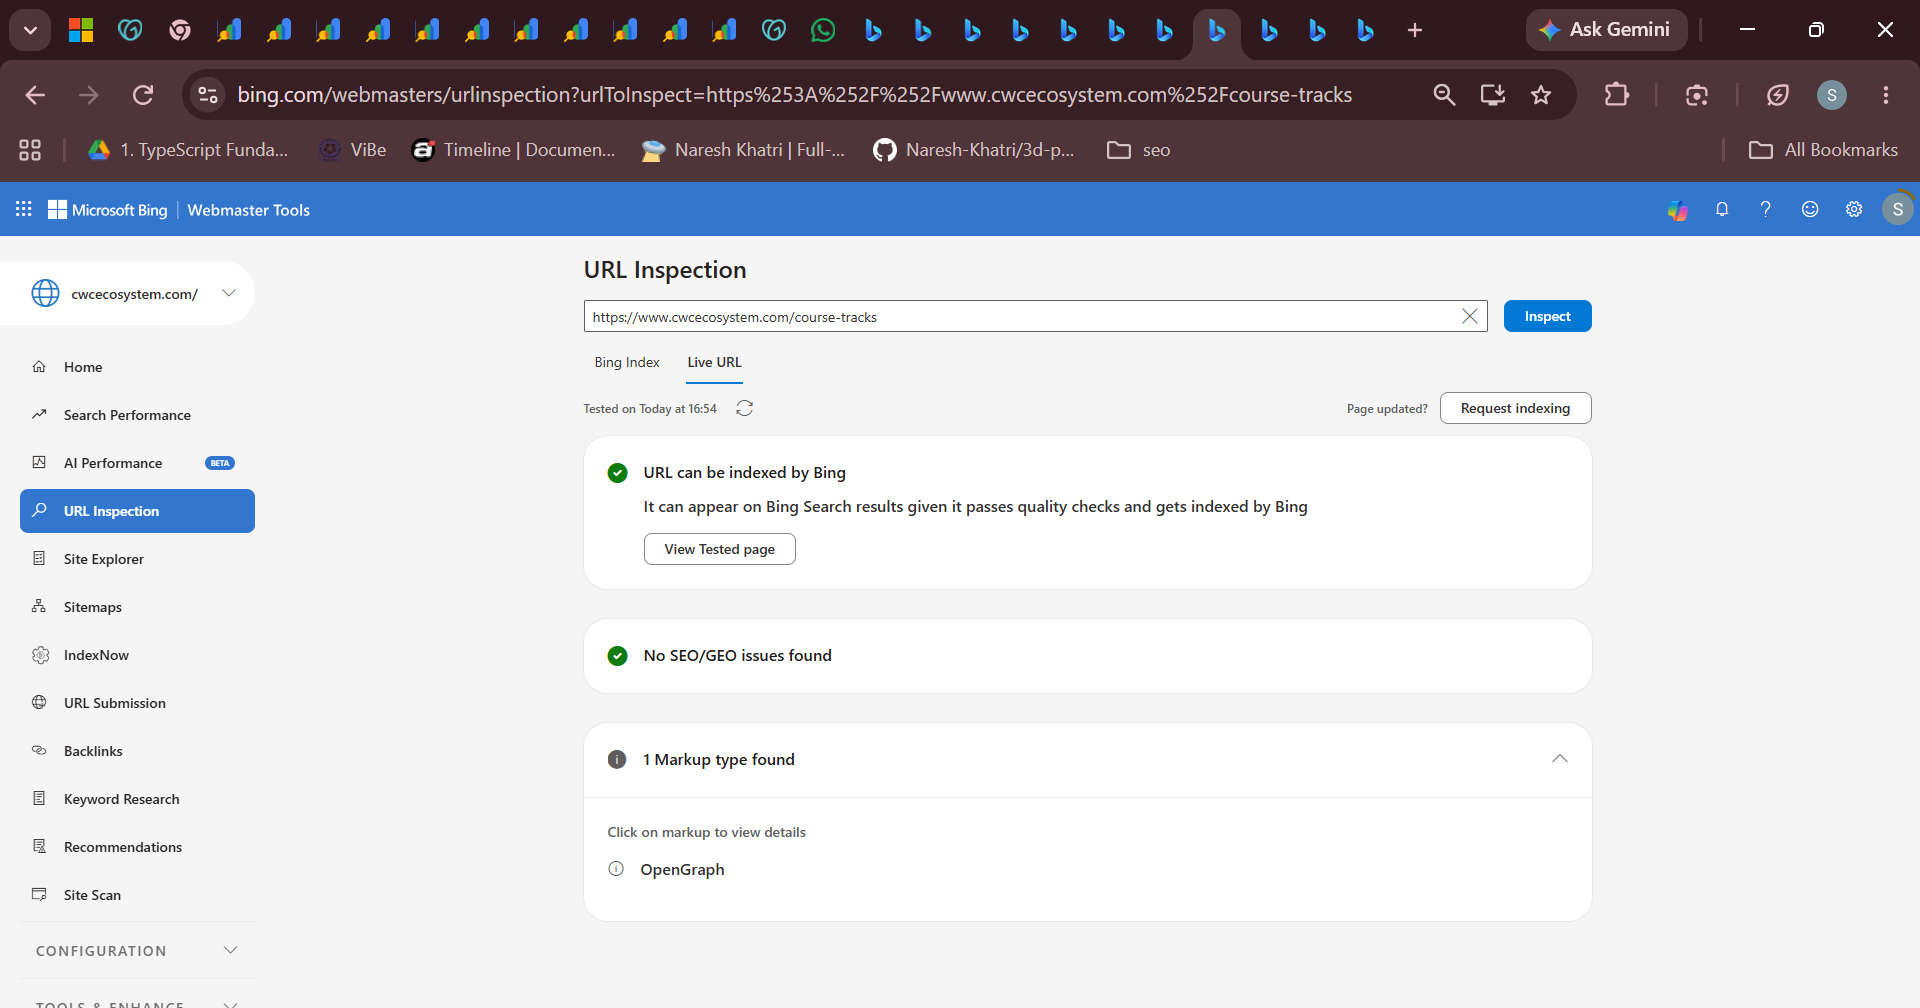 Ask Gemini
bing.com/webmasters/urlinspection?urlToInspect=https%253A%252F%252Fwww.cwcecosystem.com%252Fcourse-tracks
S
1. TypeScript Funda...
ViBe
Timeline | Documen...
Naresh Khatri | Full-...
Naresh-Khatri/3d-p...
seo
All Bookmarks
Microsoft Bing | Webmaster Tools
S
cwcecosystem.com/
Home
Search Performance
AI Performance BETA
URL Inspection
Site Explorer
Sitemaps
IndexNow
URL Submission
Backlinks
Keyword Research
Recommendations
Site Scan
CONFIGURATION
TOOLS & ENHANCE
URL Inspection
https://www.cwcecosystem.com/course-tracks
Inspect
Bing Index
Live URL
Tested on Today at 16:54
Page updated?
Request indexing
URL can be indexed by Bing
It can appear on Bing Search results given it passes quality checks and gets indexed by Bing
View Tested page
No SEO/GEO issues found
1 Markup type found
Click on markup to view details
OpenGraph